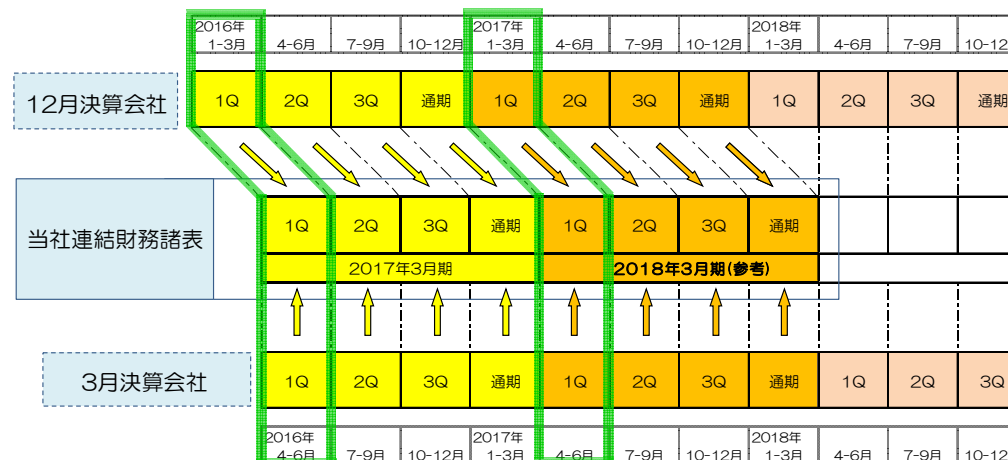 2016年 2017年 2018年
1-3月 4-6月 7-9月 10-12月 1-3月 4-6月 7-9月 10-12月 1-3月 4-6月 7-9月 10-12
12月決算会社 1Q 2Q 3Q 通期 1Q 2Q 3Q 通期 1Q 2Q 3Q 通期
当社連結財務諸表 1Q 2Q 3Q 通期 1Q 2Q 3Q 通期
2017年3月期 2018年3月期(参考)
3月決算会社 1Q 2Q 3Q 通期 1Q 2Q 3Q 通期 1Q 2Q 3Q
2016年 2017年 2018年
4-6月 7-9月 10-12月 1-3月 4-6月 7-9月 10-12月 1-3月 4-6月 7-9月 10-12